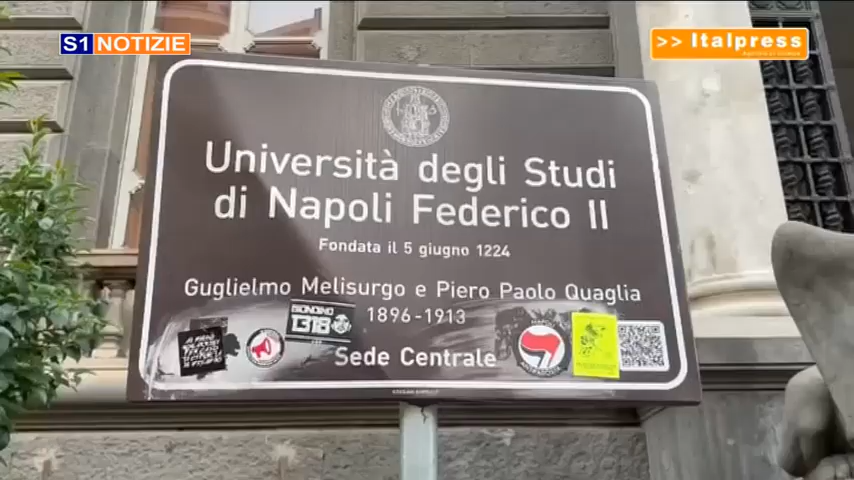 S1 NOTIZIE
>> Italpress
Università degli Studi
di Napoli Federico II
Fondata il 5 giugno 1224
Guglielmo Melisurgo e Piero Paolo Quaglia
1896-1913
1318
Sede Centrale